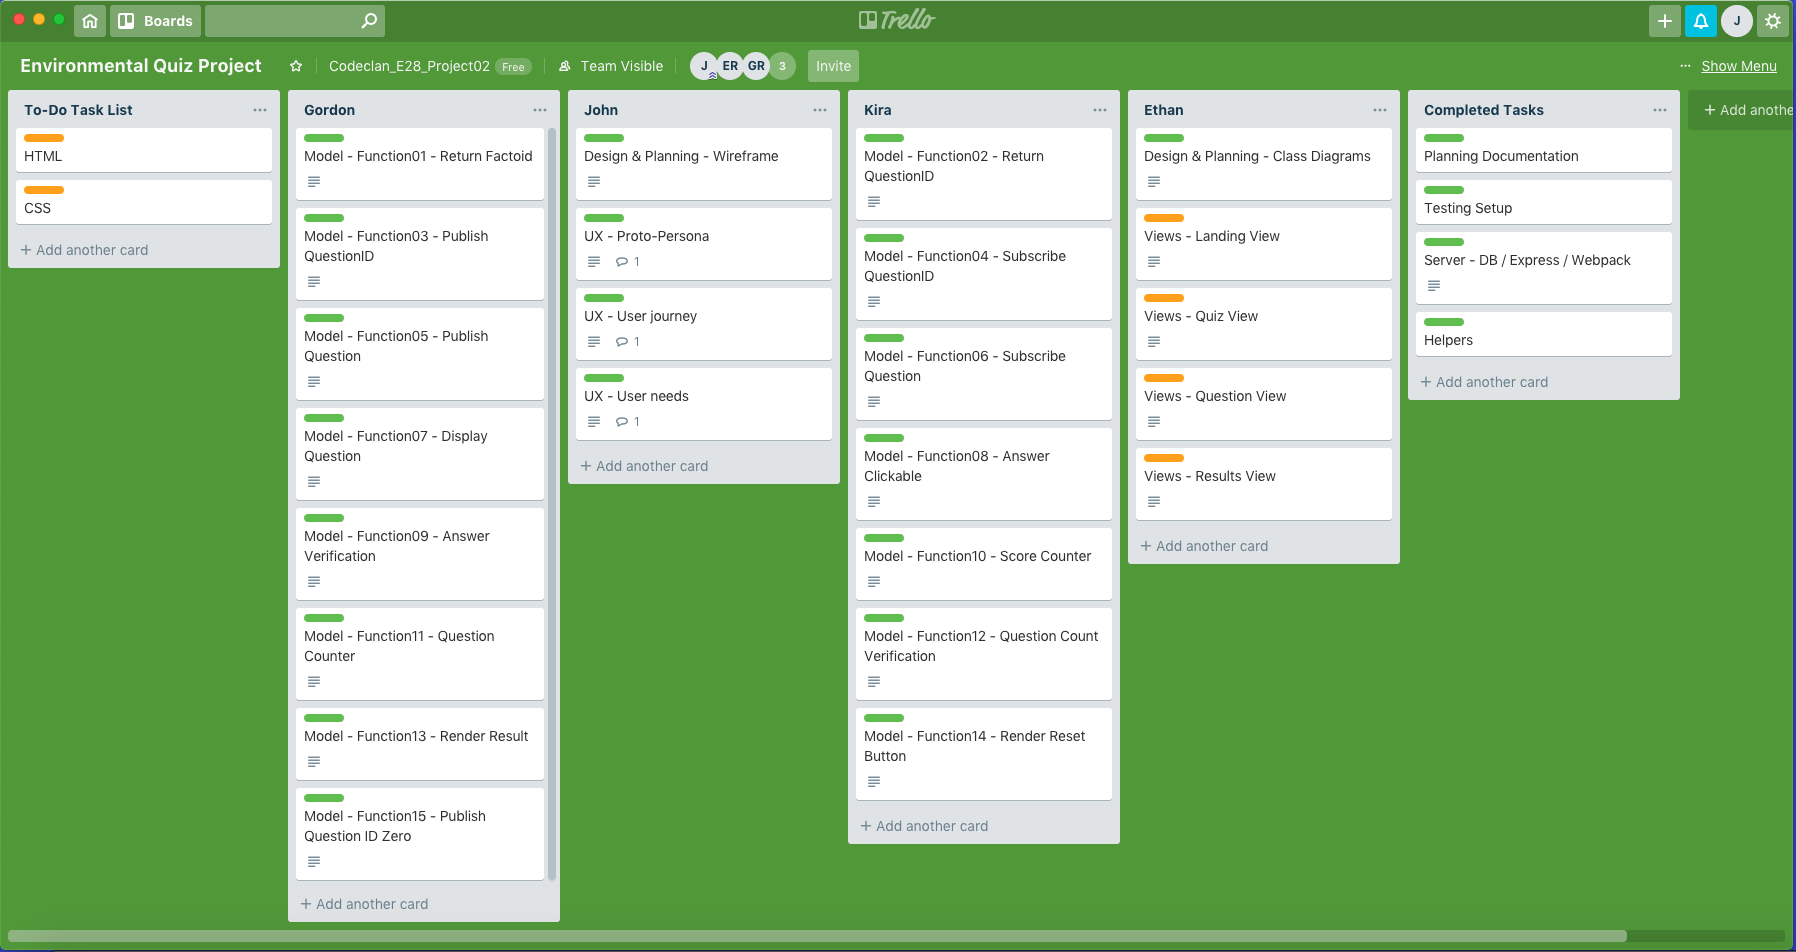 Boards
Trello
J
Environmental Quiz Project
Codeclan_E28_Project02 Free
Team Visible
J ER GR 3
Invite
... Show Menu
To-Do Task List
HTML
CSS
+ Add another card
Gordon
Model - Function01 - Return Factoid
Model - Function03 - Publish
QuestionID
Model - Function05 - Publish
Question
Model - Function07 - Display
Question
Model - Function09 - Answer
Verification
Model - Function11 - Question
Counter
Model - Function13 - Render Result
Model - Function15 - Publish
Question ID Zero
+ Add another card
John
Design & Planning - Wireframe
UX - Proto-Persona
1
UX - User journey
1
UX - User needs
1
+ Add another card
Kira
Model - Function02 - Return
QuestionID
Model - Function04 - Subscribe
QuestionID
Model - Function06 - Subscribe
Question
Model - Function08 - Answer
Clickable
Model - Function10 - Score Counter
Model - Function12 - Question Count
Verification
Model - Function14 - Render Reset
Button
+ Add another card
Ethan
Design & Planning - Class Diagrams
Views - Landing View
Views - Quiz View
Views - Question View
Views - Results View
+ Add another card
Completed Tasks
Planning Documentation
Testing Setup
Server - DB / Express / Webpack
Helpers
+ Add another card
+ Add anothe